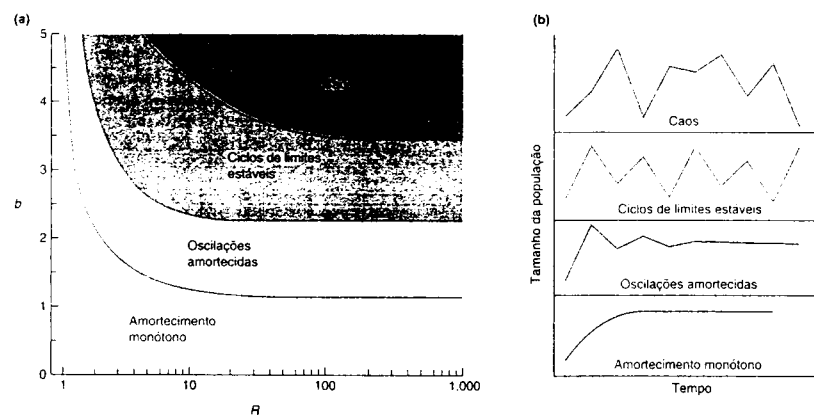 (a)
5
4
3
b
2
1
0
Ciclos de limites
estáveis
Oscilações
amortecidas
Amortecimento
monótono
1
10
100
1.000
R
(b)
Tamanho da população
Caos
Ciclos de limites estáveis
Oscilações amortecidas
Amortecimento monótono
Tempo